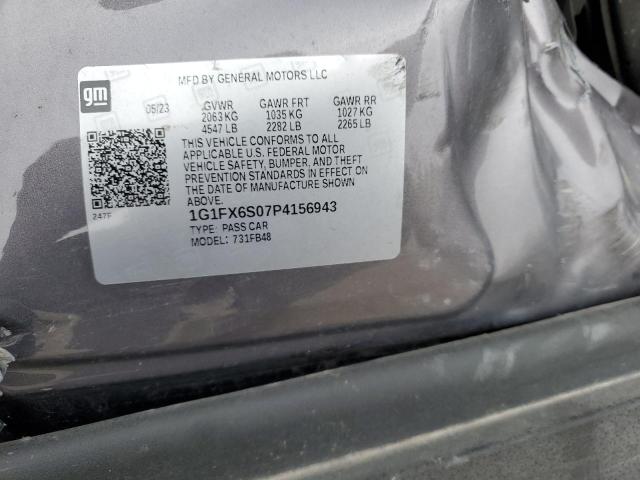 gm
MFD BY GENERAL MOTORS LLC
05/23 GVWR GAWR FRT GAWR RR
2063 KG 1035 KG 1027 KG
4547 LB 2282 LB 2265 LB
THIS VEHICLE CONFORMS TO ALL
APPLICABLE U.S. FEDERAL MOTOR
VEHICLE SAFETY, BUMPER, AND THEFT
PREVENTION STANDARDS IN EFFECT ON
THE DATE OF MANUFACTURE SHOWN
ABOVE.
247F
1G1FX6S07P4156943
TYPE: PASS CAR
MODEL: 731FB48